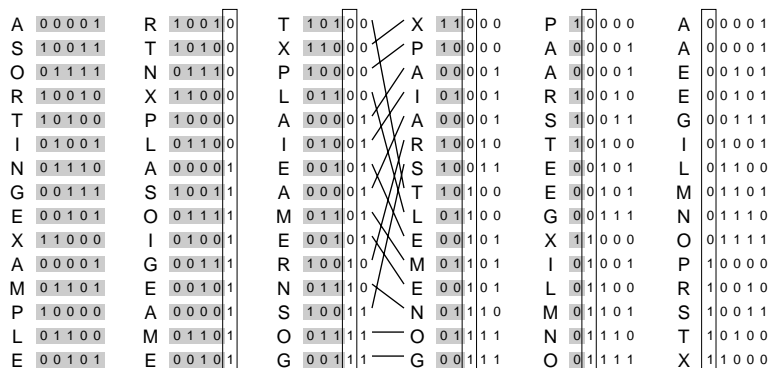 A 00001 R 10010 T 10100 X 11000 P 10000 A 00001
S 10011 T 10100 X 11000 P 10000 A 00001 A 00001
O 01111 N 01110 P 10000 A 00001 A 00001 E 00101
R 10010 X 11000 L 01100 I 01001 R 10010 E 00101
T 10100 P 10000 A 00001 A 00001 S 10011 G 00111
I 01001 L 01100 I 01001 R 10010 T 10100 I 01001
N 01110 A 00001 E 00101 S 10011 E 00101 L 01100
G 00111 S 10011 A 00001 T 10100 E 00101 M 01101
E 00101 O 01111 M 01101 L 01100 G 00111 N 01110
X 11000 I 01001 E 00101 E 00101 X 11000 O 01111
A 00001 G 00111 R 10010 M 01101 I 01001 P 10000
M 01101 E 00101 N 01110 E 00101 L 01100 R 10010
P 10000 A 00001 S 10011 N 01110 M 01101 S 10011
L 01100 M 01101 O 01111 O 01111 N 01110 T 10100
E 00101 E 00101 G 00111 G 00111 O 01111 X 11000